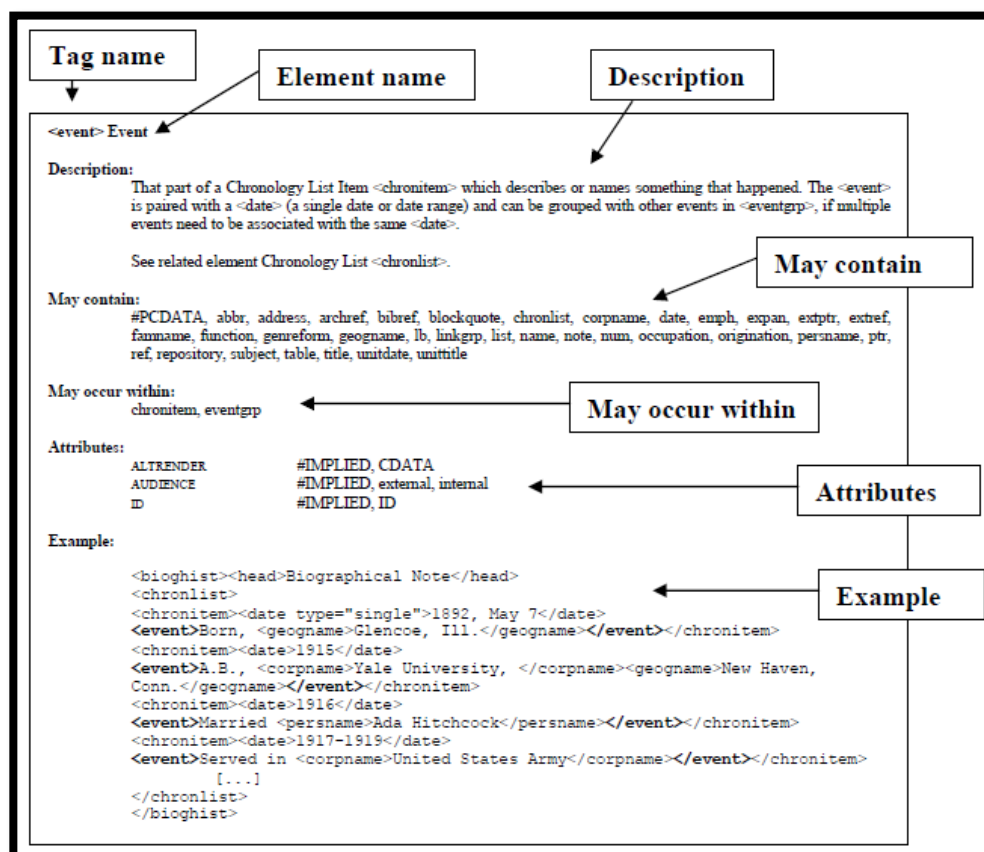 Tag name
Element name
Description
<event> Event
Description:
That part of a Chronology List Item <chronitem> which describes or names something that happened. The <event>
is paired with a <date> (a single date or date range) and can be grouped with other events in <eventgrp>, if multiple
events need to be associated with the same <date>.
See related element Chronology List <chronlist>.
May contain
May contain:
#PCDATA, abbr, address, archref, bibref, blockquote, chronlist, corpname, date, emph, expan, extptr, extref,
famname, function, genreform, geogname, lb, linkgrp, list, name, note, num, occupation, origination, persname, ptr,
ref, repository, subject, table, title, unitdate, unittitle
May occur within:
chronitem, eventgrp
May occur within
Attributes:
ALTRENDER #IMPLIED, CDATA
AUDIENCE #IMPLIED, external, internal
ID #IMPLIED, ID
Attributes
Example:
<bioghist><head>Biographical Note</head>
<chronlist>
Example
<chronitem><date type="single">1892, May 7</date>
<event>Born, <geogname>Glencoe, Ill.</geogname></event></chronitem>
<chronitem><date>1915</date>
<event>A.B., <corpname>Yale University, </corpname><geogname>New Haven,
Conn.</geogname></event></chronitem>
<chronitem><date>1916</date>
<event>Married <persname>Ada Hitchcock</persname></event></chronitem>
<chronitem><date>1917-1919</date>
<event>Served in <corpname>United States Army</corpname></event></chronitem>
[...]
</chronlist>
</bioghist>